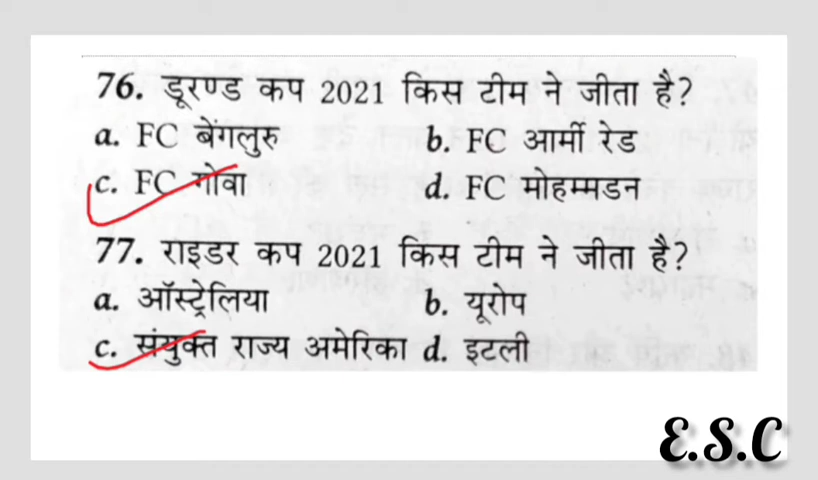 76. डूरण्ड कप 2021 किस टीम ने जीता है?
a. FC बेंगलुरु b. FC आर्मी रेड
c. FC गोवा d. FC मोहम्मडन
77. राइडर कप 2021 किस टीम ने जीता है?
a. ऑस्ट्रेलिया b. यूरोप
c. संयुक्त राज्य अमेरिका d. इटली
E.S.C